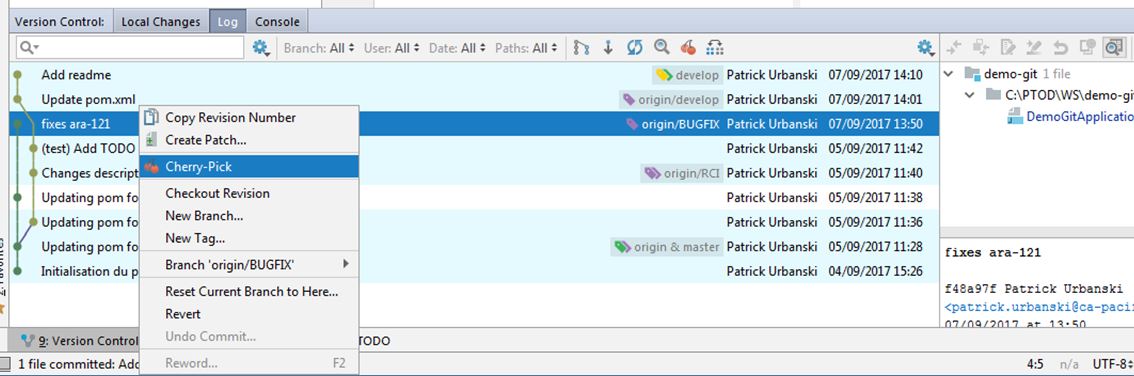 Version Control: Local Changes Log Console
Branch: All User: All Date: All Paths: All
Add readme develop Patrick Urbanski 07/09/2017 14:10
Update pom.xml origin/develop Patrick Urbanski 07/09/2017 14:01
fixes ara-121 origin/BUGFIX Patrick Urbanski 07/09/2017 13:50
(test) Add TODO Patrick Urbanski 05/09/2017 11:42
Changes descript origin/RCI Patrick Urbanski 05/09/2017 11:40
Updating pom fo Patrick Urbanski 05/09/2017 11:38
Updating pom fo Patrick Urbanski 05/09/2017 11:36
Updating pom fo origin & master Patrick Urbanski 05/09/2017 11:28
Initialisation du p Patrick Urbanski 04/09/2017 15:26
Copy Revision Number
Create Patch...
Cherry-Pick
Checkout Revision
New Branch...
New Tag...
Branch 'origin/BUGFIX'
Reset Current Branch to Here...
Revert
Undo Commit...
Reword... F2
demo-git 1 file
C:\PTOD\WS\demo-git
DemoGitApplication
fixes ara-121
f48a97f Patrick Urbanski
<patrick.urbanski@ca-pacif
07/09/2017 at 13:50
2: Favorites
9: Version Control TODO
1 file committed: Add 4:5 n/a UTF-8